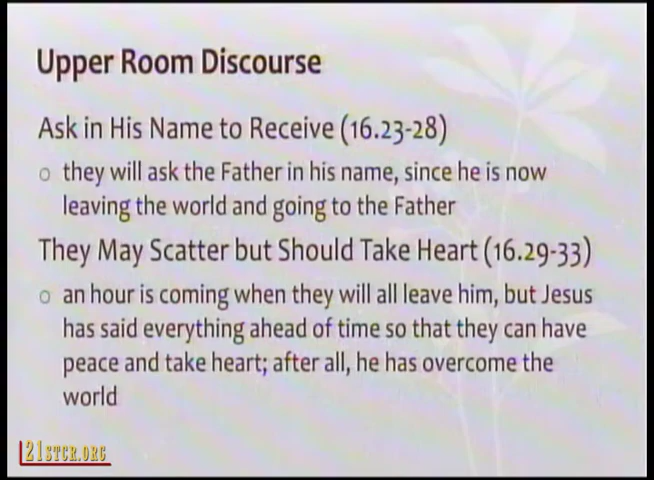 Upper Room Discourse
Ask in His Name to Receive (16.23-28)
o they will ask the Father in his name, since he is now
leaving the world and going to the Father
They May Scatter but Should Take Heart (16.29-33)
o an hour is coming when they will all leave him, but Jesus
has said everything ahead of time so that they can have
peace and take heart; after all, he has overcome the
world
21STCR.ORG